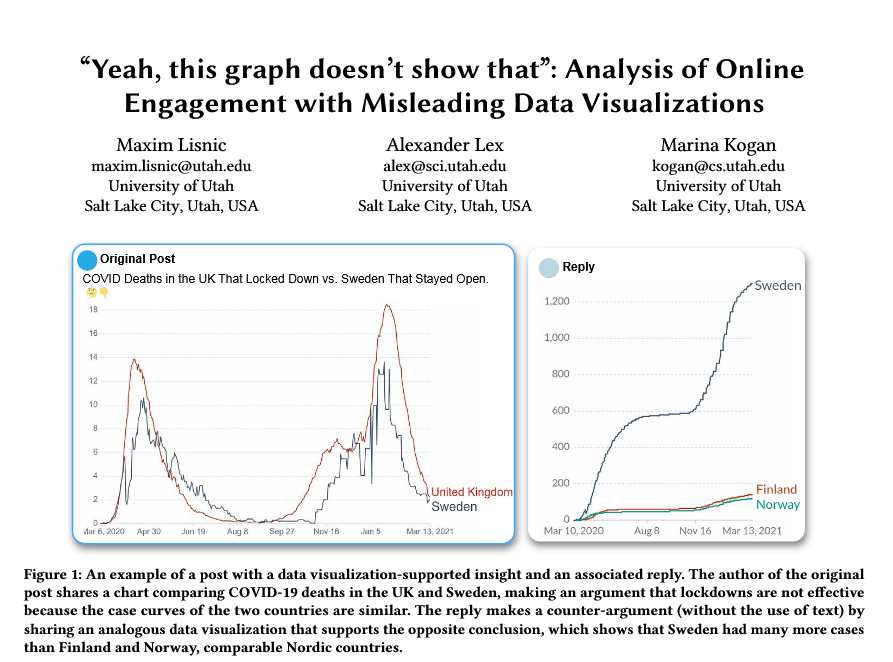 “Yeah, this graph doesn’t show that”: Analysis of Online
Engagement with Misleading Data Visualizations
Maxim Lisnic
maxim.lisnic@utah.edu
University of Utah
Salt Lake City, Utah, USA
Alexander Lex
alex@sci.utah.edu
University of Utah
Salt Lake City, Utah, USA
Marina Kogan
kogan@cs.utah.edu
University of Utah
Salt Lake City, Utah, USA
Original Post
COVID Deaths in the UK That Locked Down vs. Sweden That Stayed Open.
🤔👇
18
16
14
12
10
8
6
4
2
0
United Kingdom
Sweden
Mar 6, 2020 Apr 30 Jun 19 Aug 8 Sep 27 Nov 16 Jan 5 Mar 13, 2021
Reply
1,200
1,000
800
600
400
200
0
Sweden
Finland
Norway
Mar 10, 2020 Aug 8 Nov 16 Mar 13, 2021
Figure 1: An example of a post with a data visualization-supported insight and an associated reply. The author of the original
post shares a chart comparing COVID-19 deaths in the UK and Sweden, making an argument that lockdowns are not effective
because the case curves of the two countries are similar. The reply makes a counter-argument (without the use of text) by
sharing an analogous data visualization that supports the opposite conclusion, which shows that Sweden had many more cases
than Finland and Norway, comparable Nordic countries.